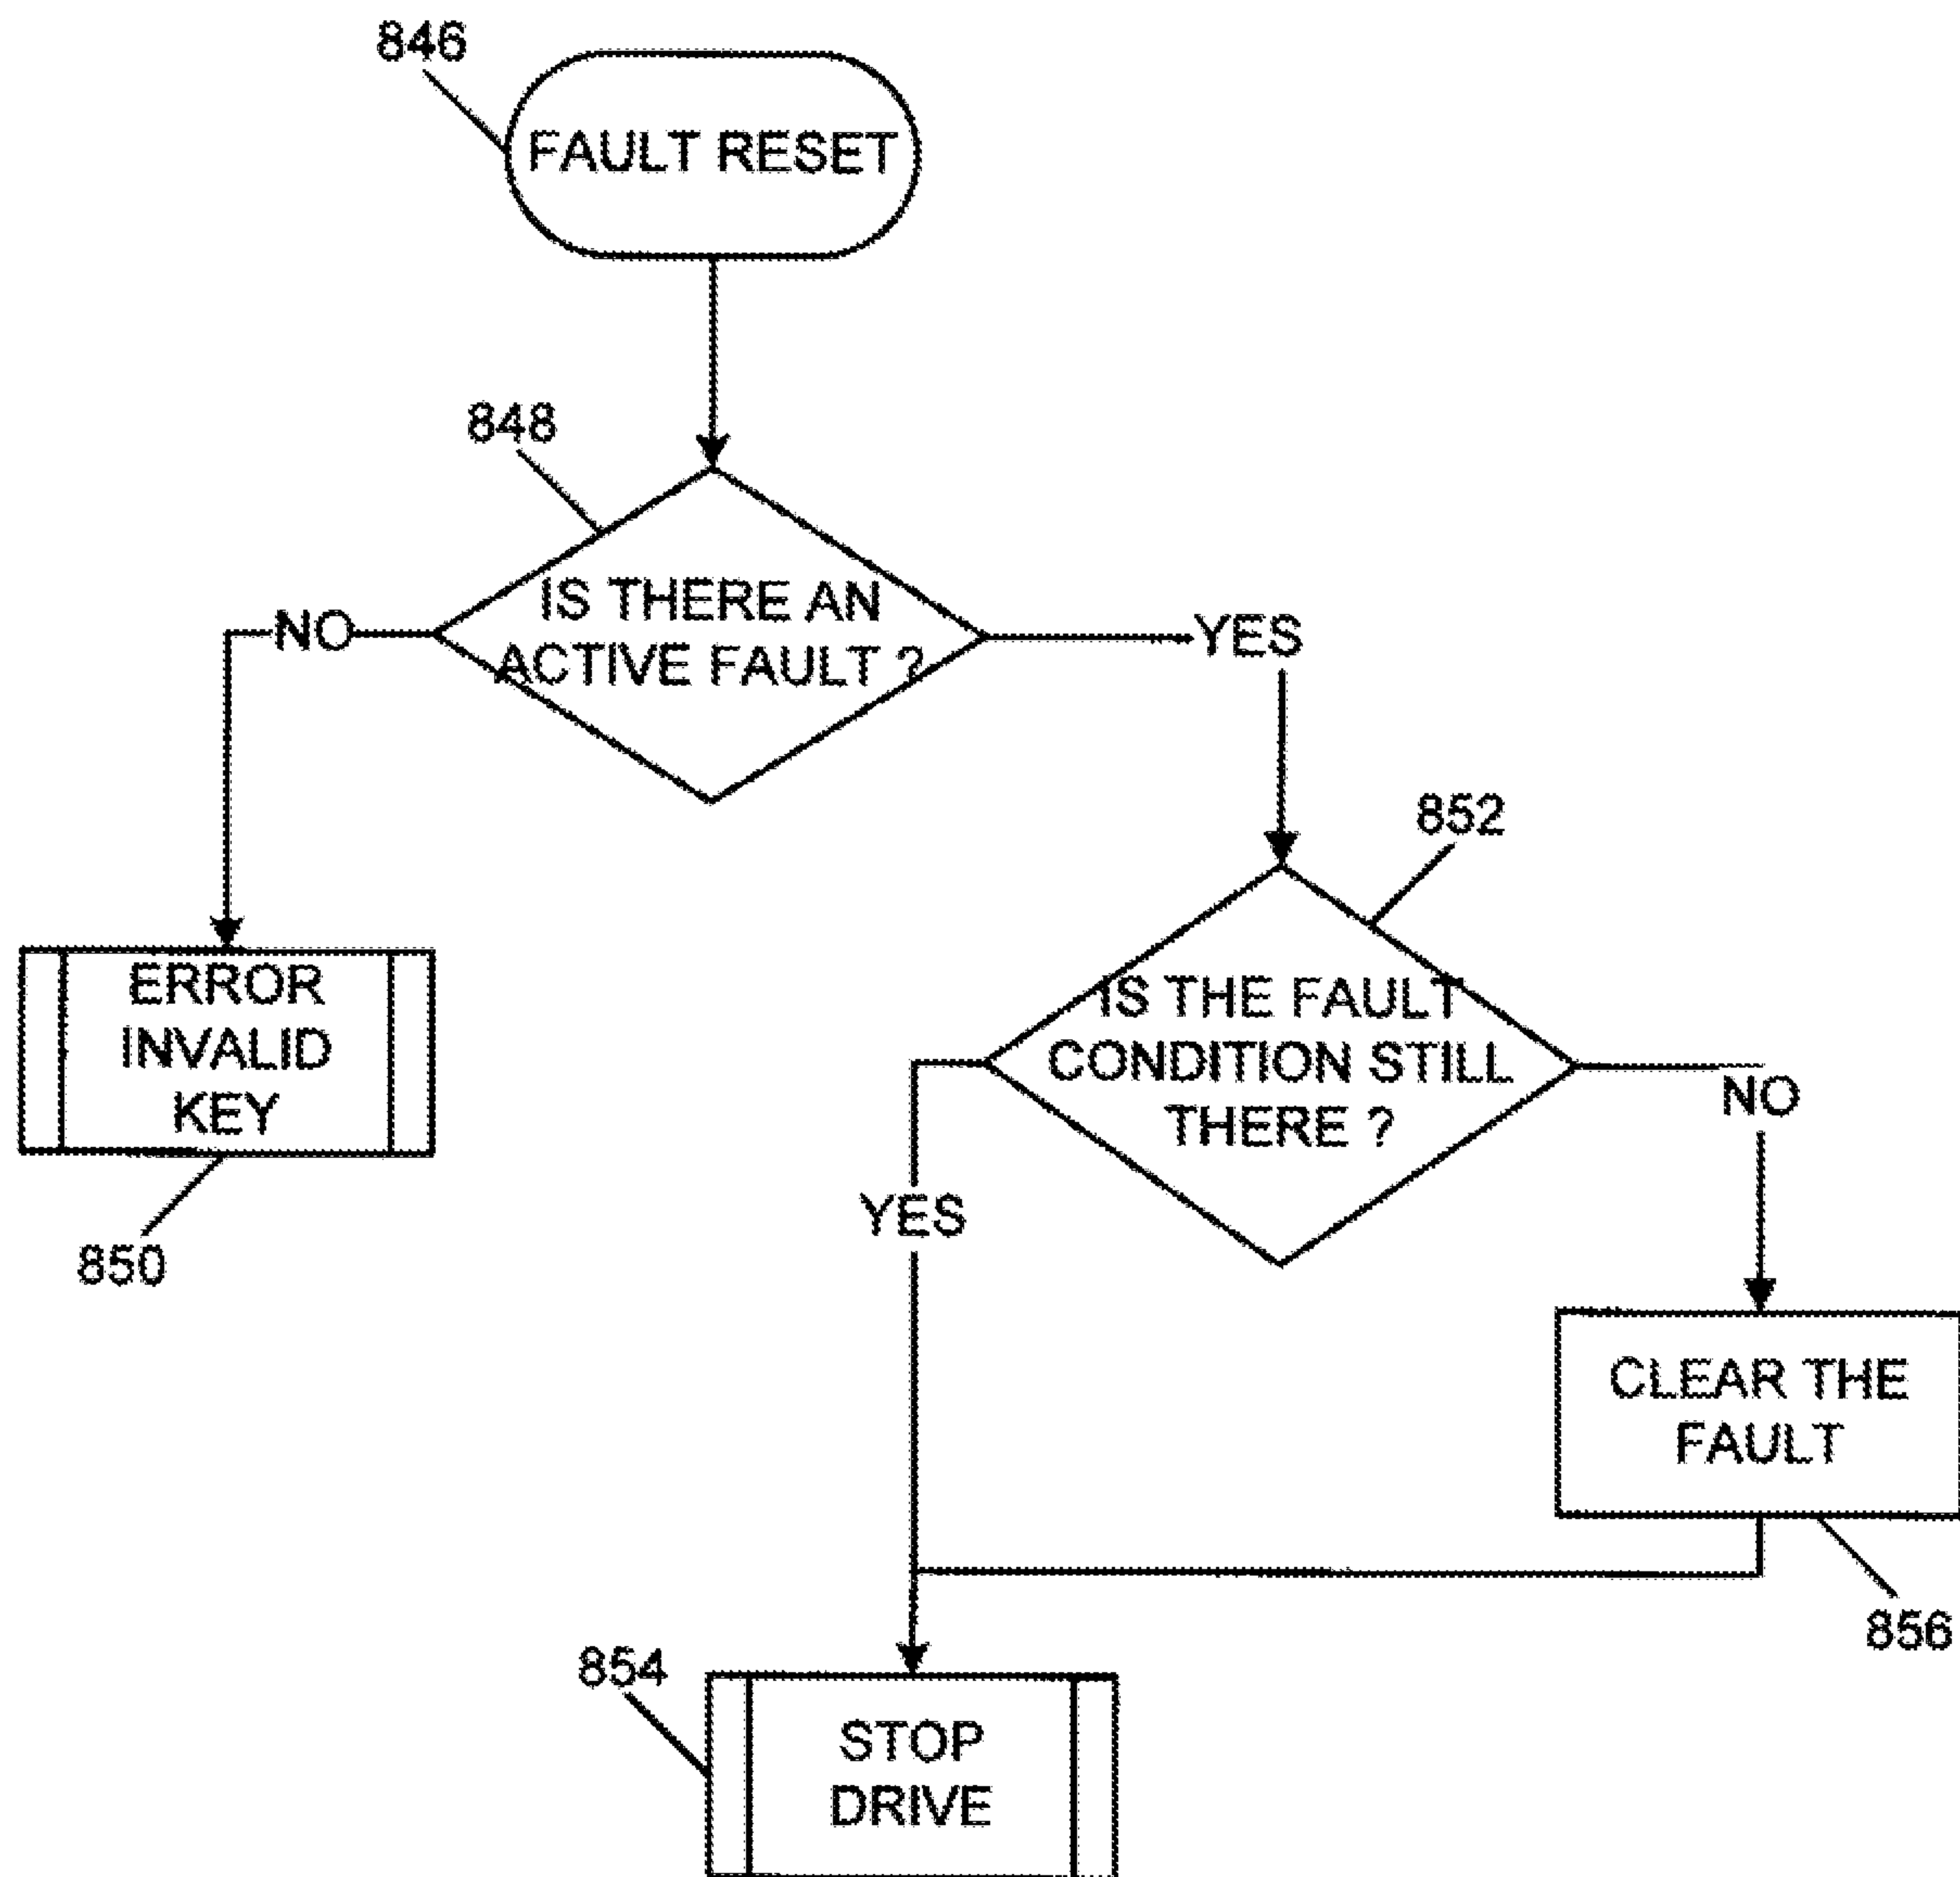 846
FAULT RESET
848
IS THERE AN
ACTIVE FAULT ?
NO
YES
852
ERROR
INVALID
KEY
850
IS THE FAULT
CONDITION STILL
THERE ?
YES
NO
CLEAR THE
FAULT
856
854
STOP
DRIVE